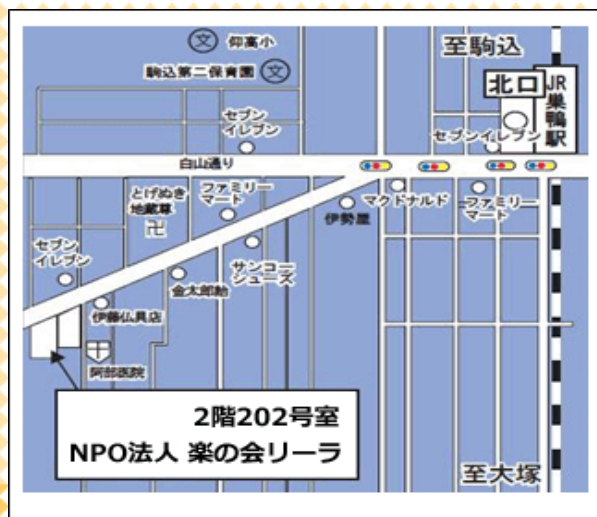 文 仰高小
駒込第二保育園 文
至駒込
北口
JR巣鴨駅
セブン
イレブン
セブンイレブン
白山通り
とげぬき
地蔵尊
卍
ファミリー
マート
伊勢屋
マクドナルド
ファミリー
マート
セブン
イレブン
サンコー
シューズ
金太郎飴
伊藤仏具店
阿部医院
2階202号室
NPO法人 楽の会リーラ
至大塚